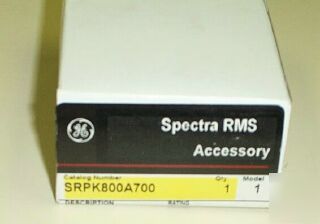 GE
Spectra RMS
Accessory
Catalog Number Qty Model
SRPK800A700 1 1
DESCRIPTION RATING